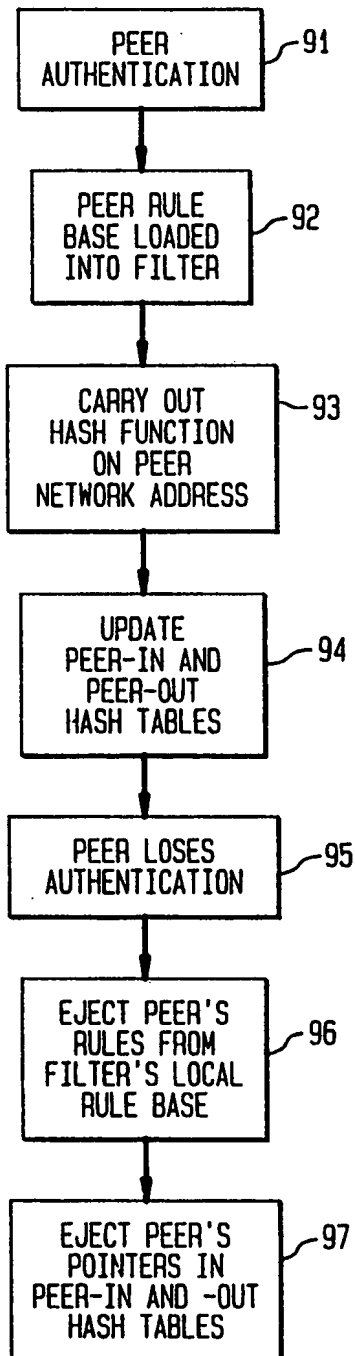 PEER
AUTHENTICATION
91
PEER RULE
BASE LOADED
INTO FILTER
92
CARRY OUT
HASH FUNCTION
ON PEER
NETWORK ADDRESS
93
UPDATE
PEER-IN AND
PEER-OUT
HASH TABLES
94
PEER LOSES
AUTHENTICATION
95
EJECT PEER'S
RULES FROM
FILTER'S LOCAL
RULE BASE
96
EJECT PEER'S
POINTERS IN
PEER-IN AND -OUT
HASH TABLES
97